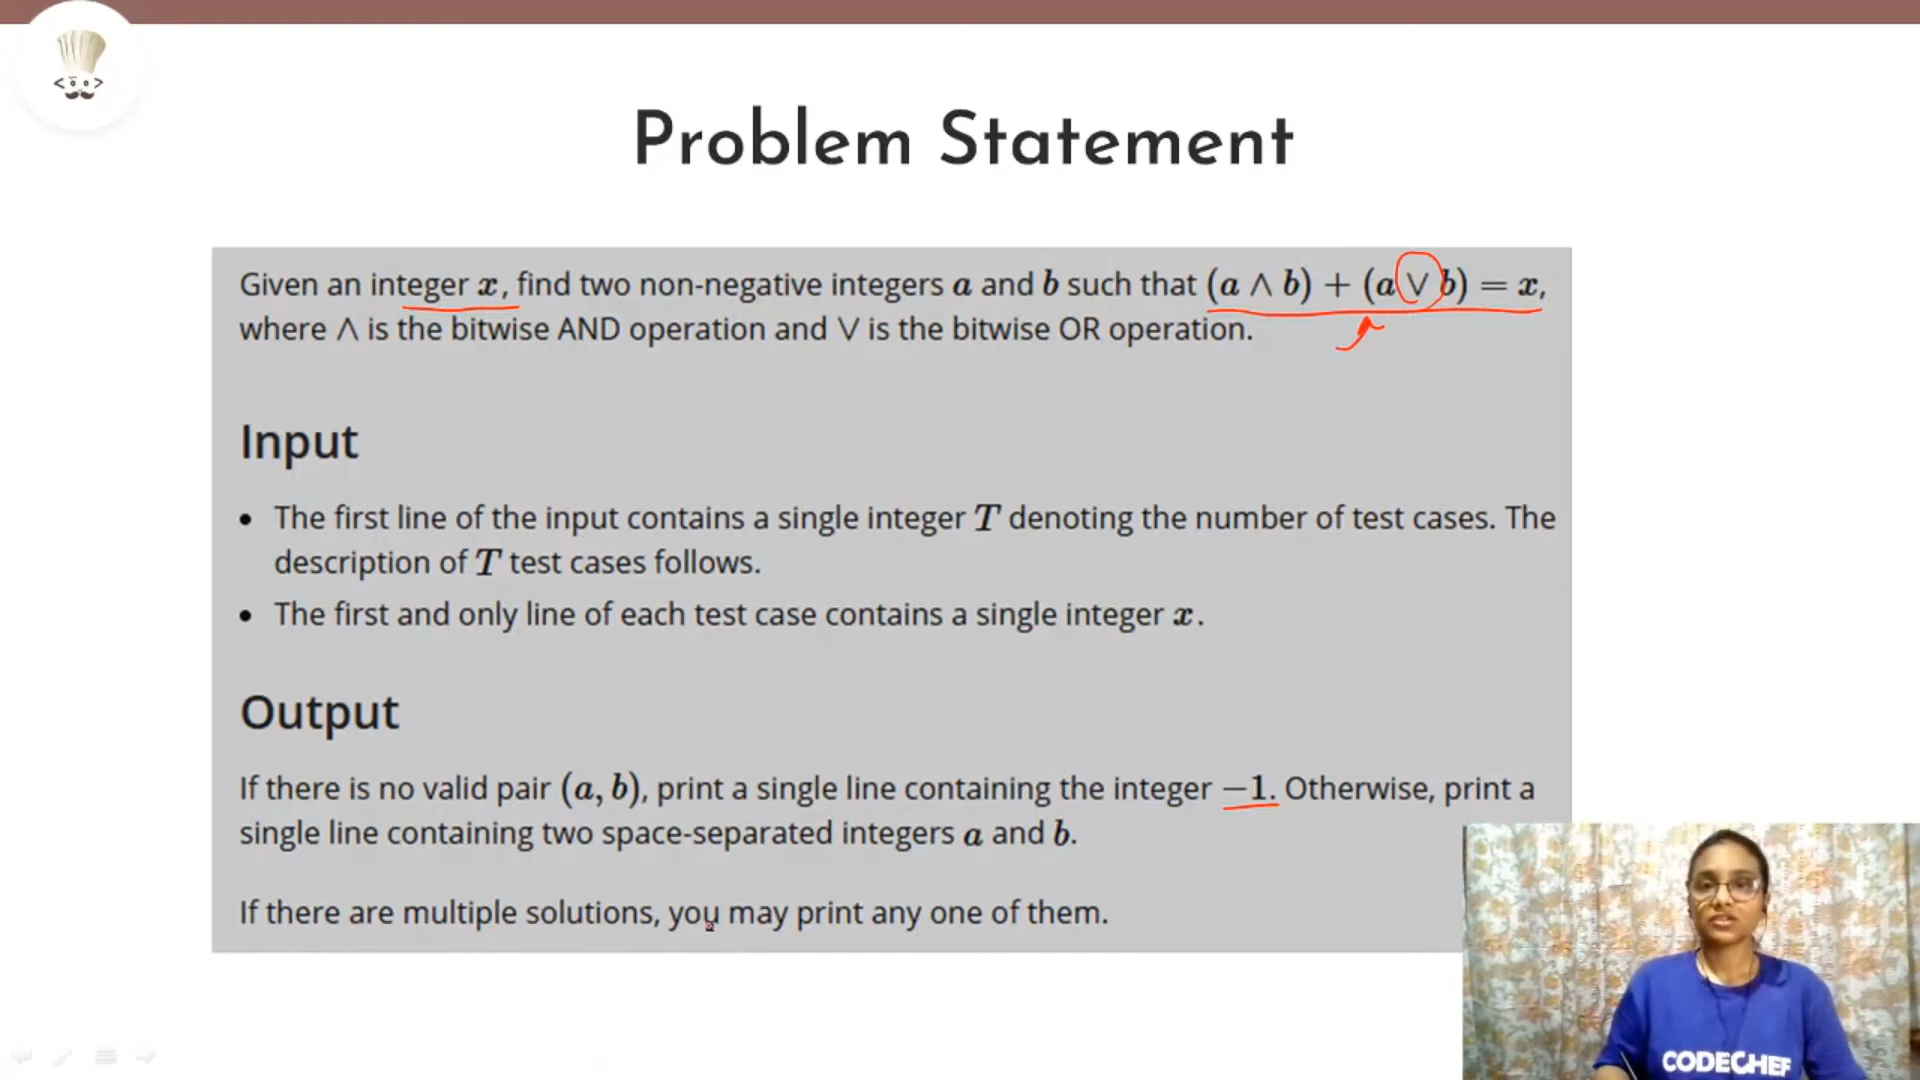 Problem Statement
Given an integer x, find two non-negative integers a and b such that (a ∧ b) + (a ∨ b) = x,
where ∧ is the bitwise AND operation and ∨ is the bitwise OR operation.
Input
• The first line of the input contains a single integer T denoting the number of test cases. The
description of T test cases follows.
• The first and only line of each test case contains a single integer x.
Output
If there is no valid pair (a, b), print a single line containing the integer −1. Otherwise, print a
single line containing two space-separated integers a and b.
If there are multiple solutions, you may print any one of them.
CODECHEF